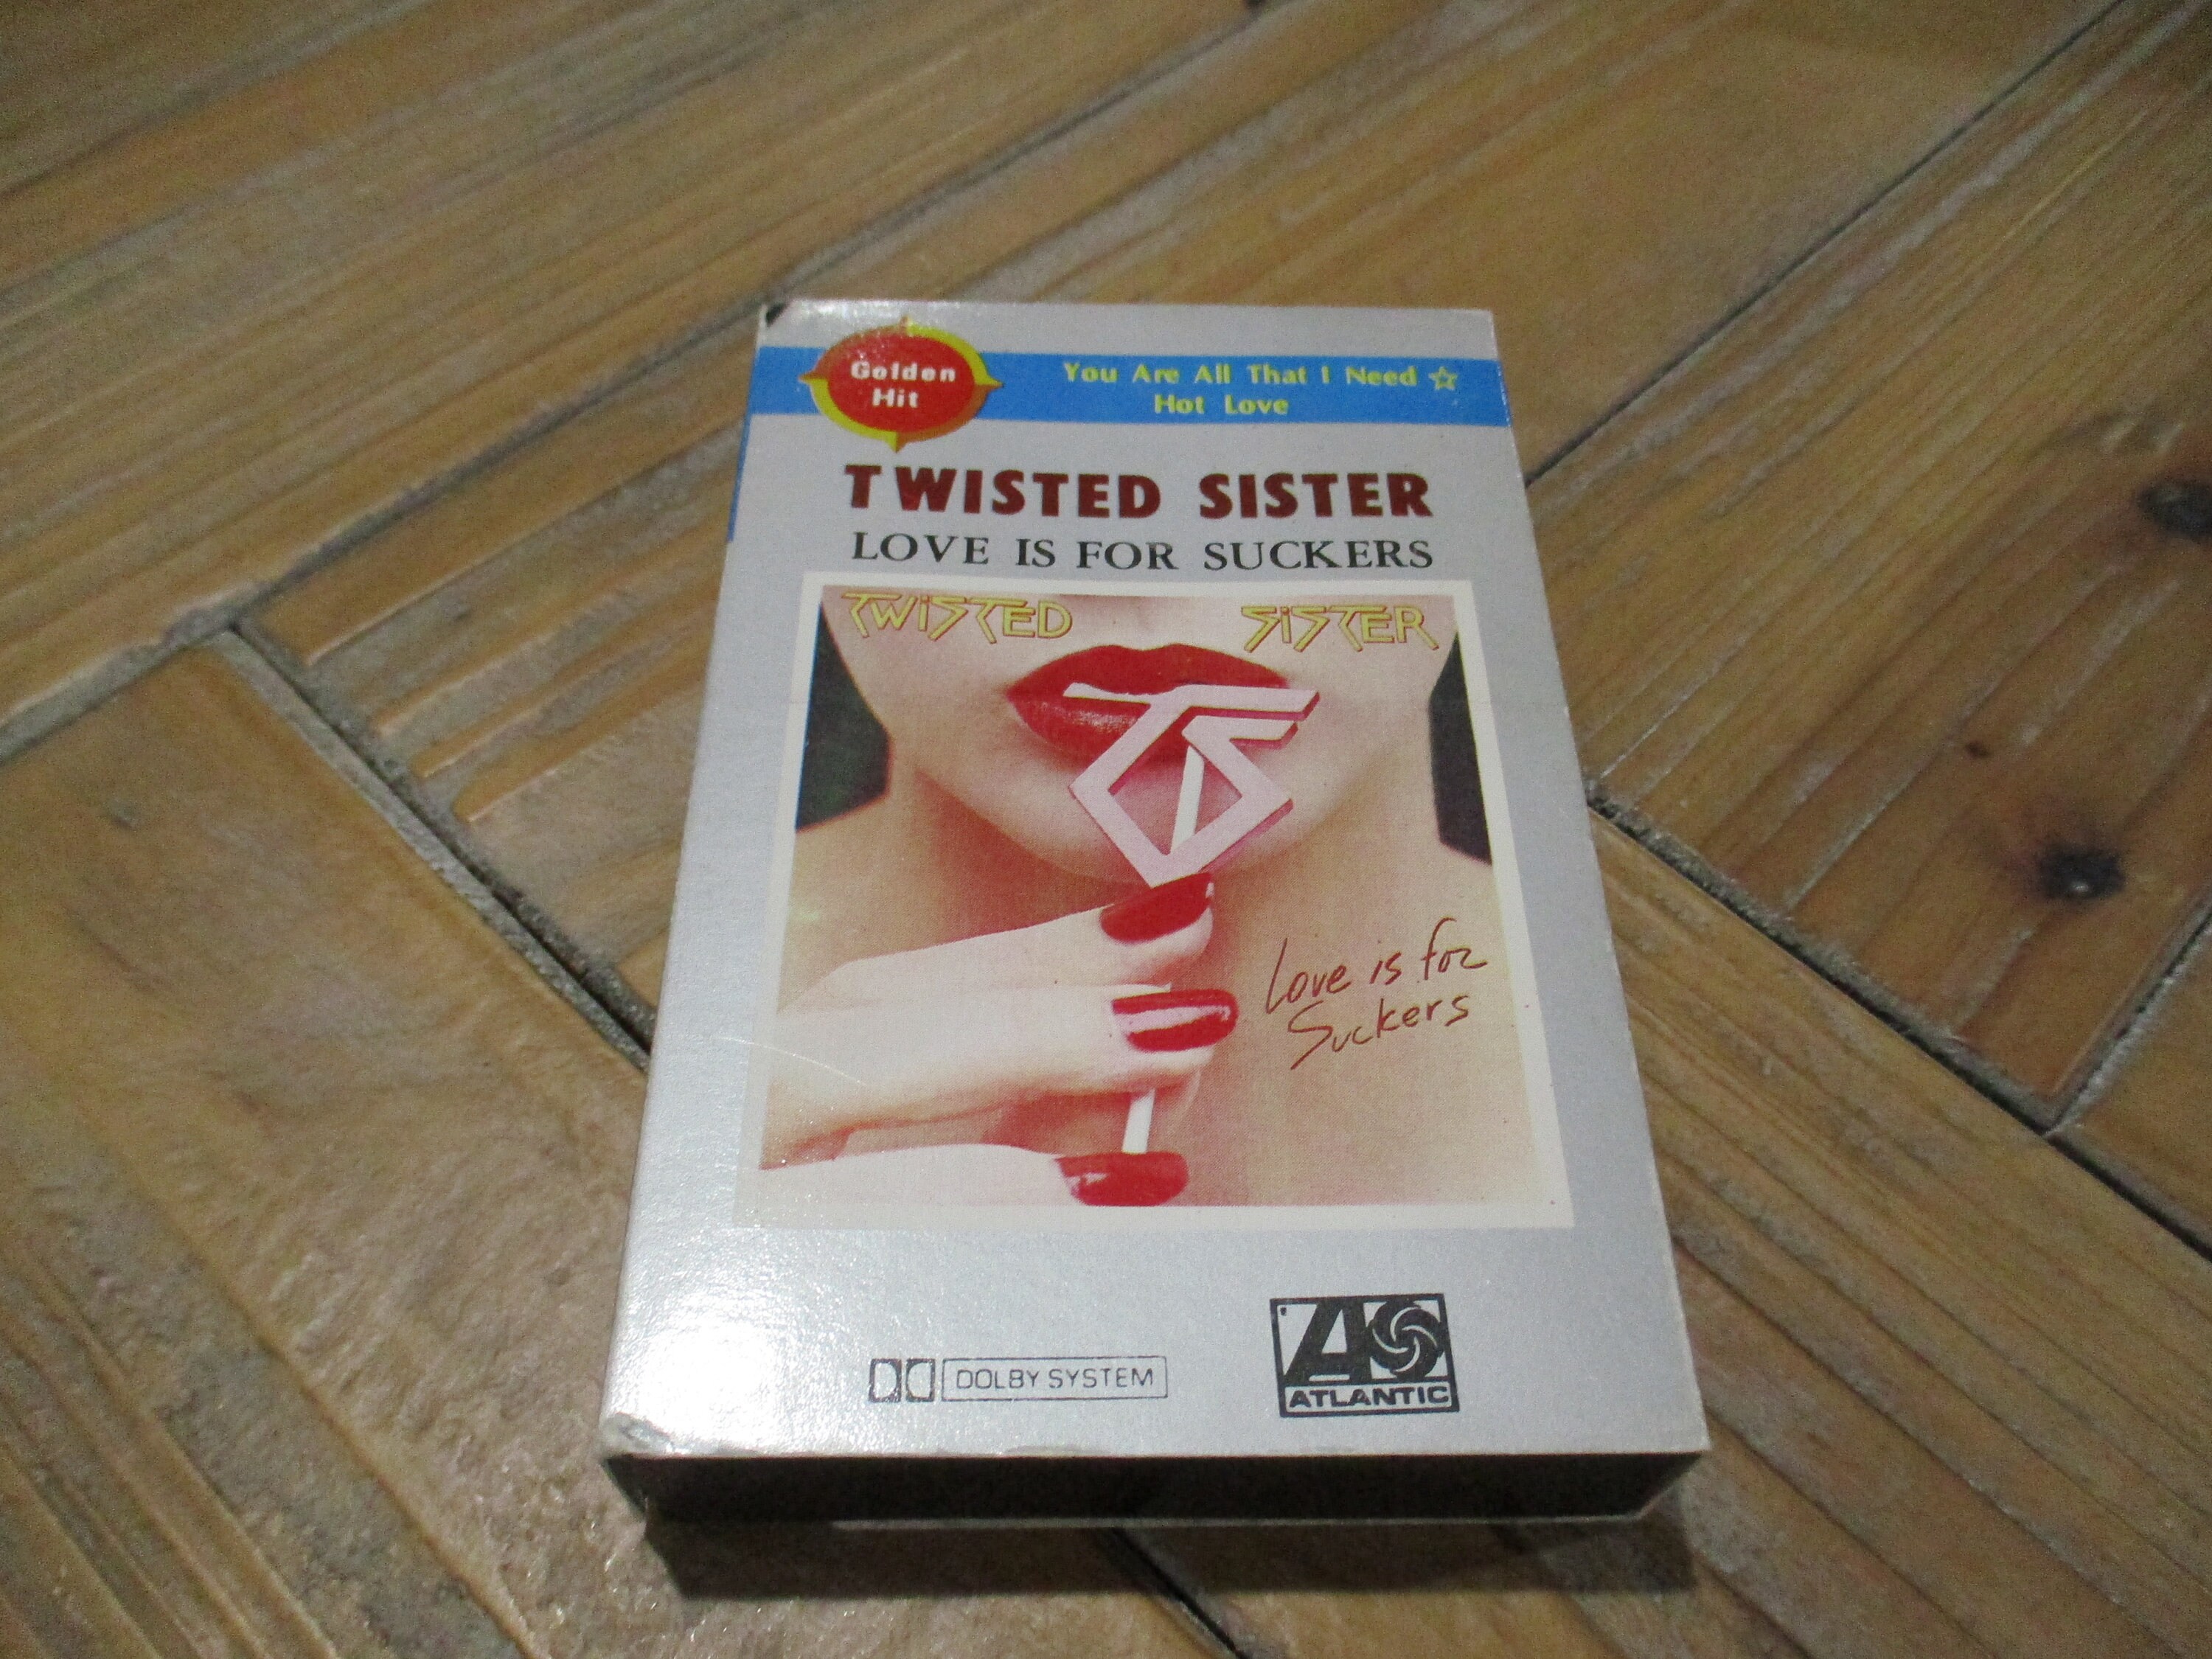 Golden
Hit
You Are All That I Need ☆
Hot Love
TWISTED SISTER
LOVE IS FOR SUCKERS
TWiSTED SiSTER
TS
Love is for
Suckers
DOLBY SYSTEM
ATLANTIC